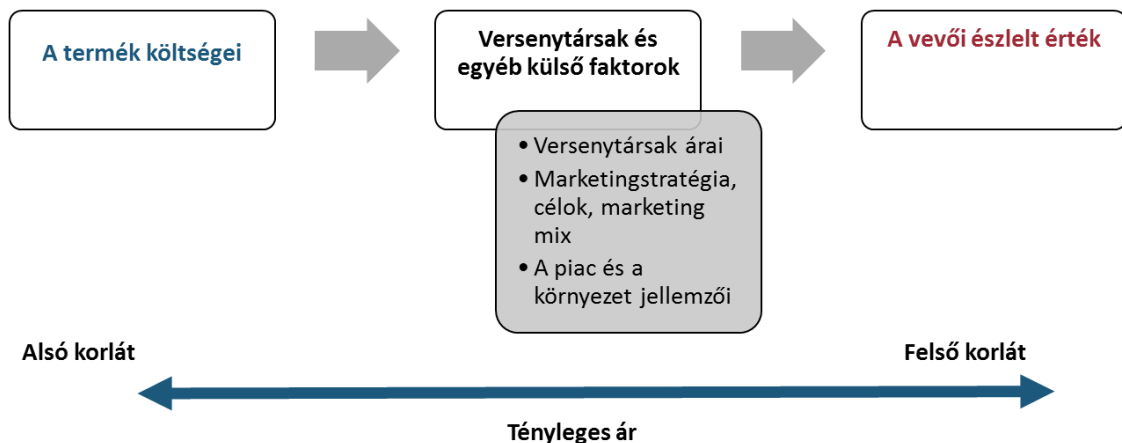 A termék költségei
Versenytársak és
egyéb külső faktorok
A vevői észlelt érték
• Versenytársak árai
• Marketingstratégia,
célok, marketing
mix
• A piac és a
környezet jellemzői
Alsó korlát
Felső korlát
Tényleges ár